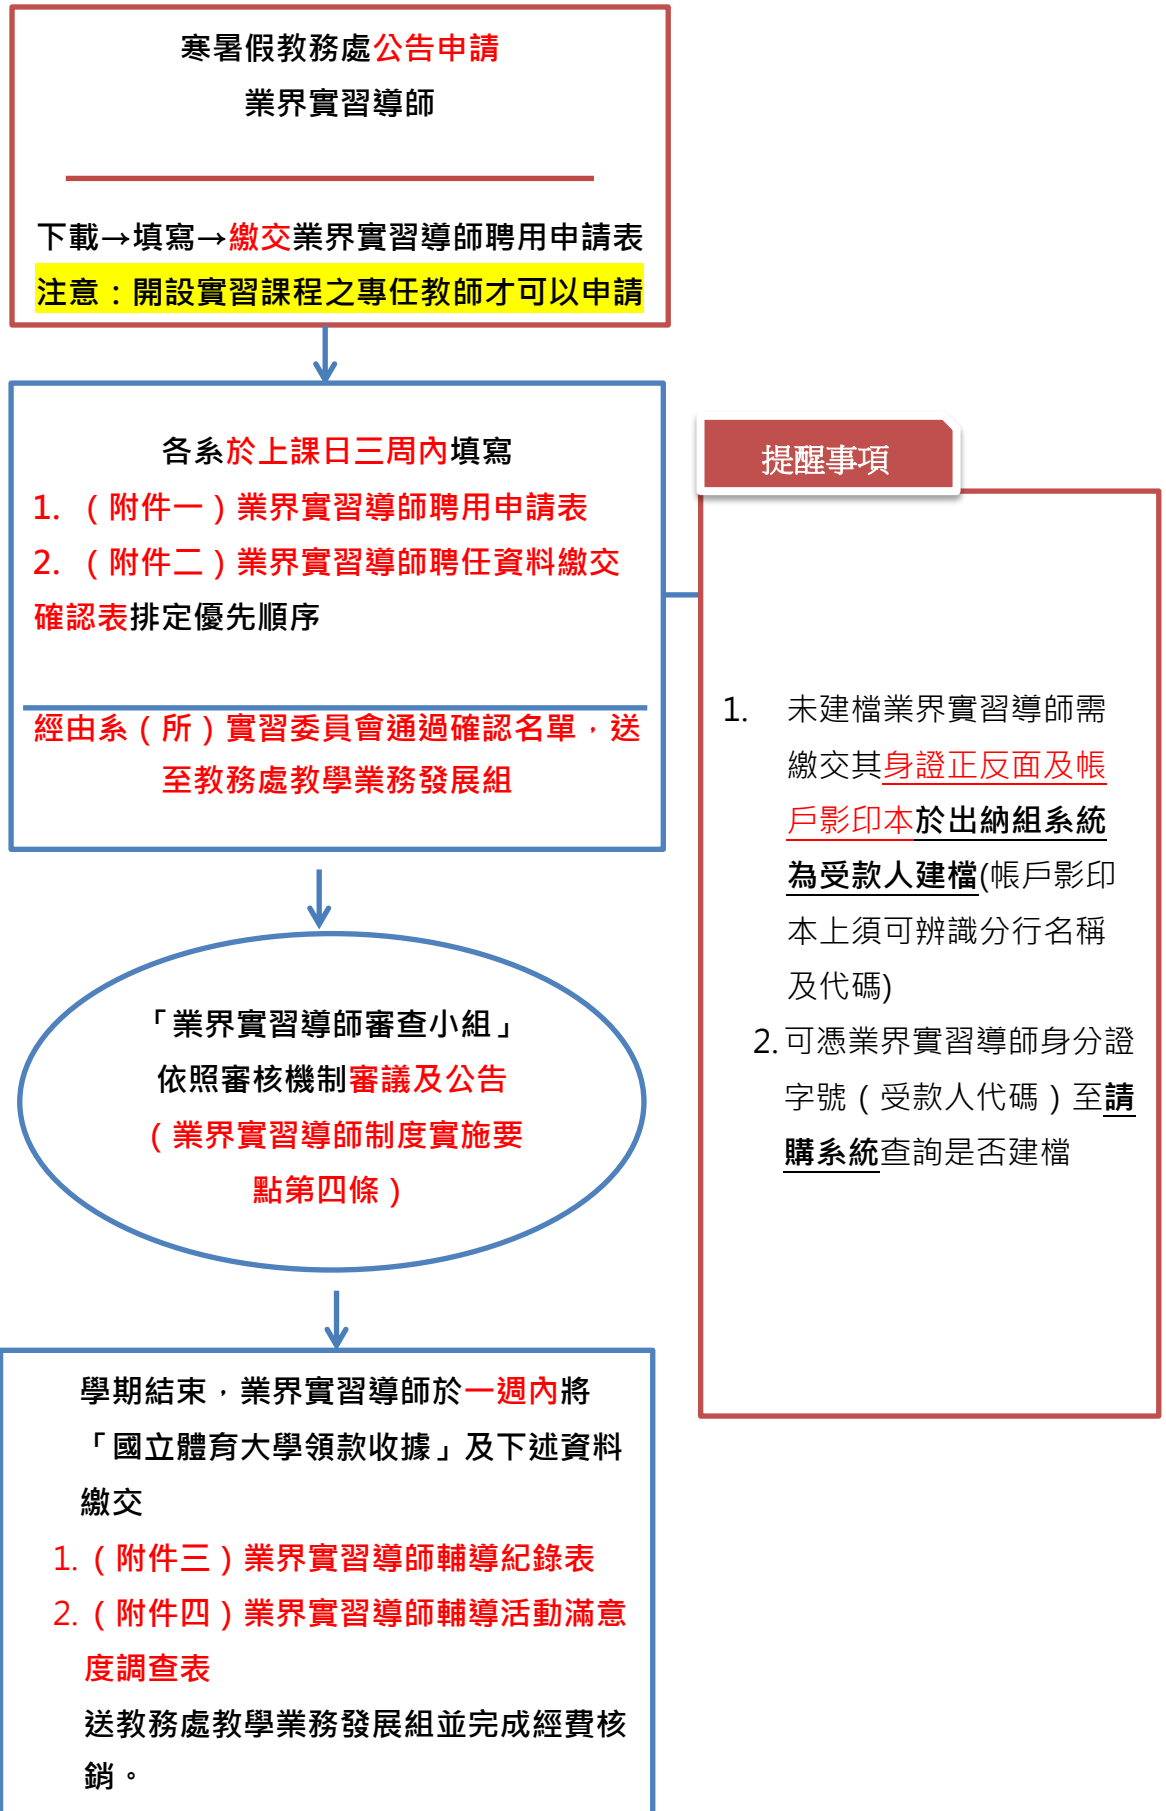 寒暑假教務處公告申請
業界實習導師
下載→填寫→繳交業界實習導師聘用申請表
注意：開設實習課程之專任教師才可以申請
各系於上課日三周內填寫
1. （附件一）業界實習導師聘用申請表
2. （附件二）業界實習導師聘任資料繳交
確認表排定優先順序
經由系（所）實習委員會通過確認名單，送
至教務處教學業務發展組
提醒事項
1. 未建檔業界實習導師需
繳交其身證正反面及帳
戶影印本於出納組系統
為受款人建檔(帳戶影印
本上須可辨識分行名稱
及代碼)
2. 可憑業界實習導師身分證
字號（受款人代碼）至請
購系統查詢是否建檔
「業界實習導師審查小組」
依照審核機制審議及公告
（業界實習導師制度實施要
點第四條）
學期結束，業界實習導師於一週內將
「國立體育大學領款收據」及下述資料
繳交
1. （附件三）業界實習導師輔導紀錄表
2. （附件四）業界實習導師輔導活動滿意
度調查表
送教務處教學業務發展組並完成經費核
銷。